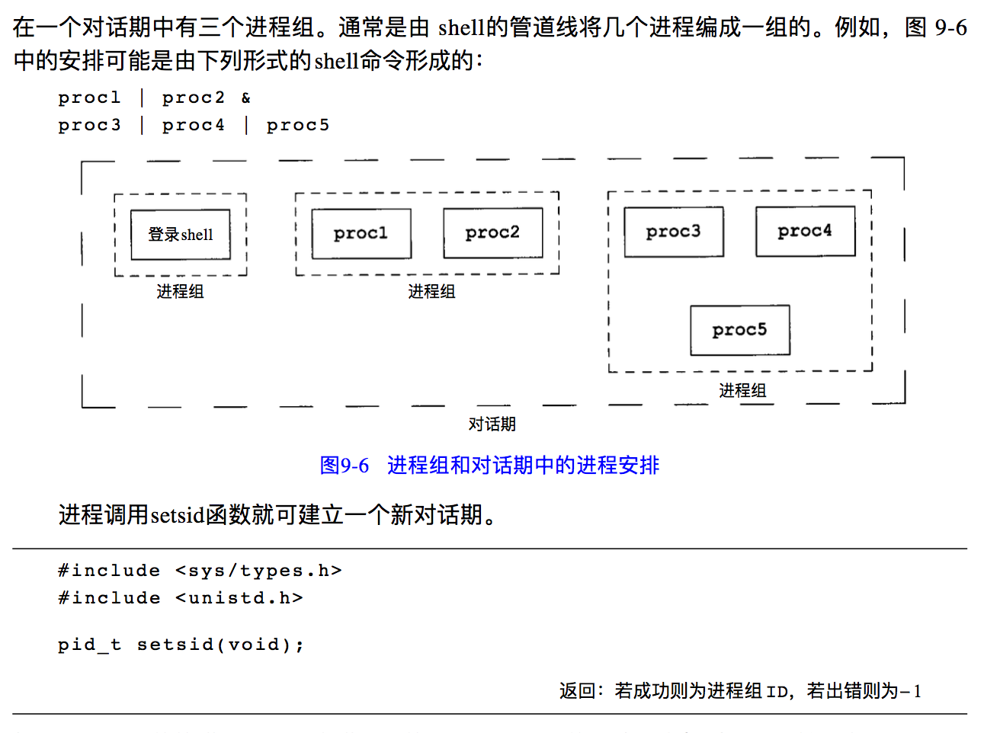 在一个对话期中有三个进程组。通常是由 shell的管道线将几个进程编成一组的。例如，图 9-6
中的安排可能是由下列形式的shell命令形成的：
proc1 | proc2 &
proc3 | proc4 | proc5
登录shell
proc1
proc2
proc3
proc4
进程组
进程组
proc5
进程组
对话期
图9-6 进程组和对话期中的进程安排
进程调用setsid函数就可建立一个新对话期。
#include <sys/types.h>
#include <unistd.h>
pid_t setsid(void);
返回：若成功则为进程组 ID，若出错则为－1